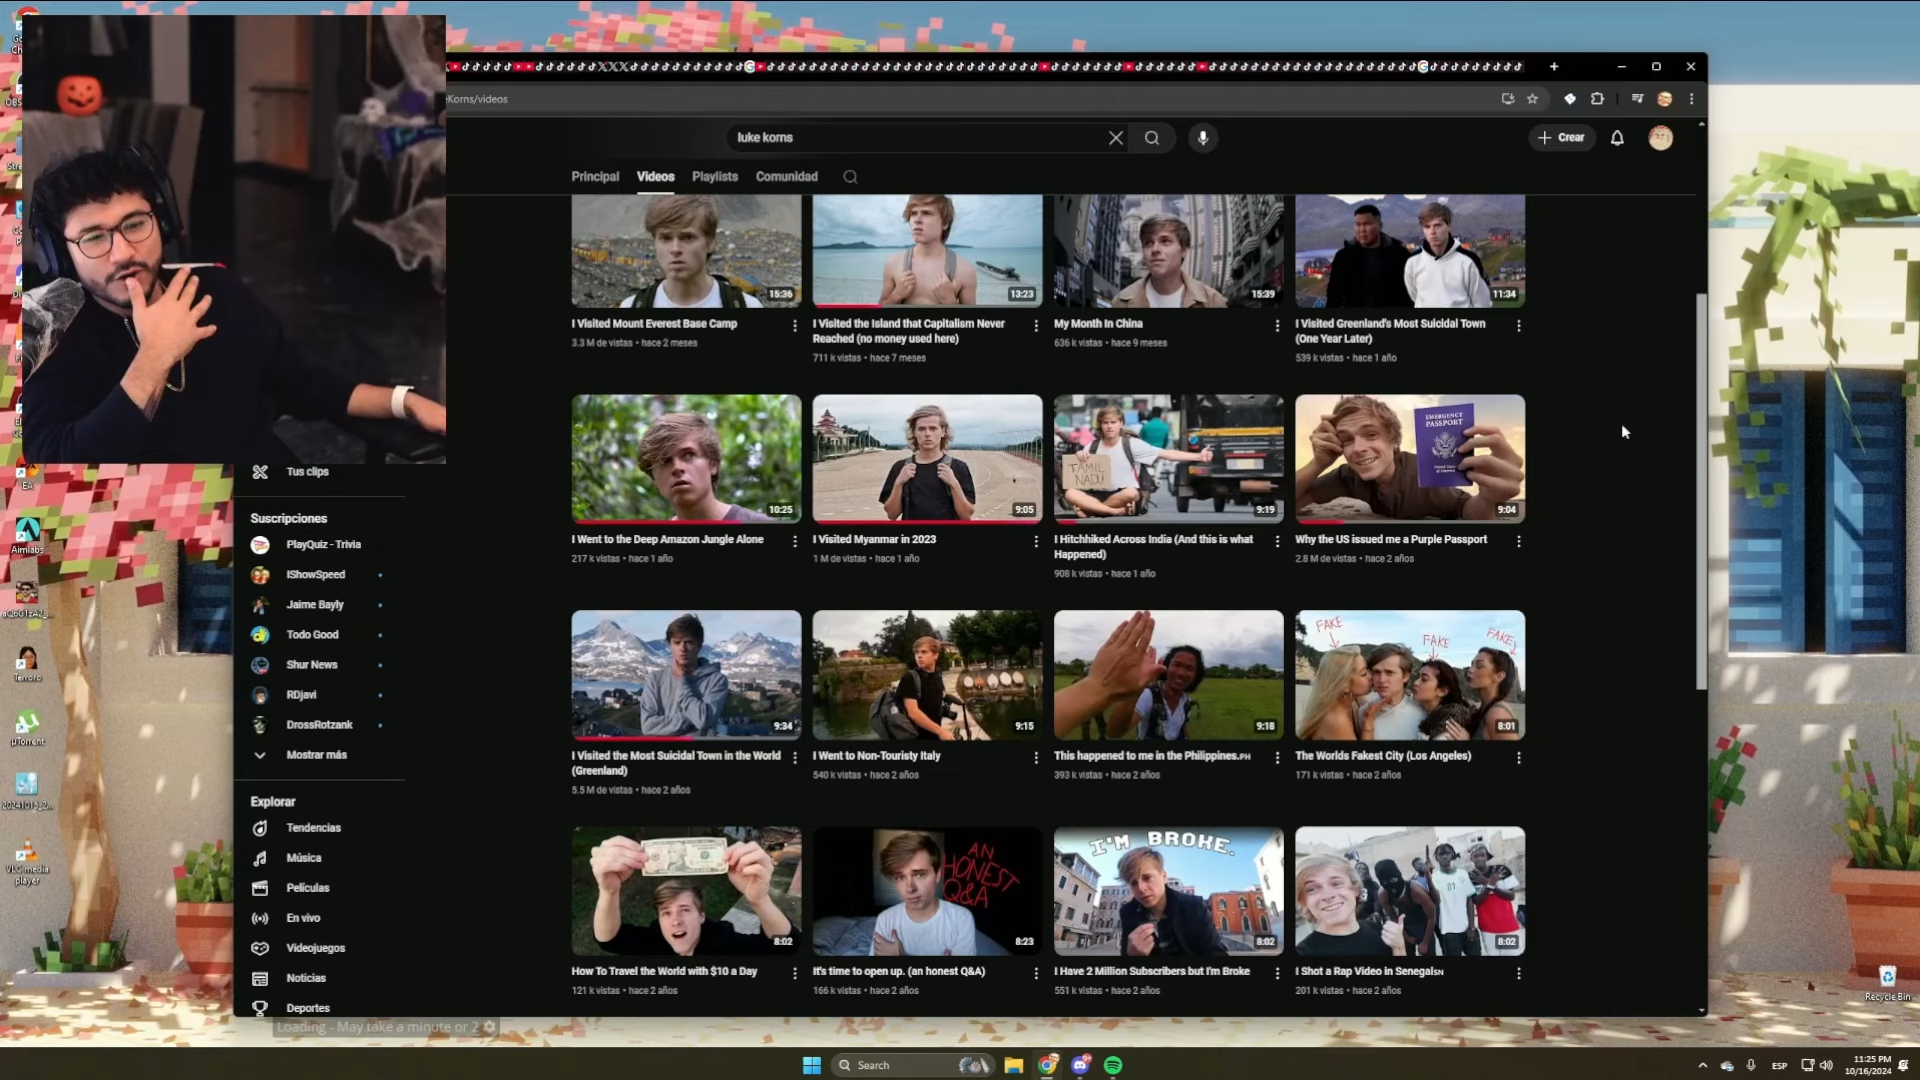 Korns/videos
luke korns
Crear
Principal
Videos
Playlists
Comunidad
15:36
13:23
15:39
11:34
I Visited Mount Everest Base Camp
3.3 M de vistas • hace 2 meses
I Visited the Island that Capitalism Never
Reached (no money used here)
711 k vistas • hace 7 meses
My Month In China
636 k vistas • hace 9 meses
I Visited Greenland's Most Suicidal Town
(One Year Later)
539 k vistas • hace 1 año
TAMIL
NADU
EMERGENCY
PASSPORT
10:25
9:05
9:19
9:04
I Went to the Deep Amazon Jungle Alone
217 k vistas • hace 1 año
I Visited Myanmar in 2023
1 M de vistas • hace 1 año
I Hitchhiked Across India (And this is what
Happened)
908 k vistas • hace 1 año
Why the US issued me a Purple Passport
2.8 M de vistas • hace 2 años
FAKE
FAKE
FAKE
9:34
9:15
9:18
8:01
I Visited the Most Suicidal Town in the World
(Greenland)
5.5 M de vistas • hace 2 años
I Went to Non-Touristy Italy
540 k vistas • hace 2 años
This happened to me in the Philippines.PH
393 k vistas • hace 2 años
The Worlds Fakest City (Los Angeles)
171 k vistas • hace 2 años
AN
HONEST
Q&A
I'M BROKE.
8:02
8:23
8:02
8:02
How To Travel the World with $10 a Day
121 k vistas • hace 2 años
It's time to open up. (an honest Q&A)
166 k vistas • hace 2 años
I Have 2 Million Subscribers but I'm Broke
551 k vistas • hace 2 años
I Shot a Rap Video in SenegalSN
201 k vistas • hace 2 años
Tus clips
Suscripciones
PlayQuiz - Trivia
IShowSpeed
Jaime Bayly
Todo Good
Shur News
RDjavi
DrossRotzank
Mostrar más
Explorar
Tendencias
Música
Películas
En vivo
Videojuegos
Noticias
Deportes
Loading - May take a minute or 2
EA
Aimlabs
Terroro
µTorrent
VLC media
player
Recycle Bin
Search
ESP
11:25 PM
10/16/2024